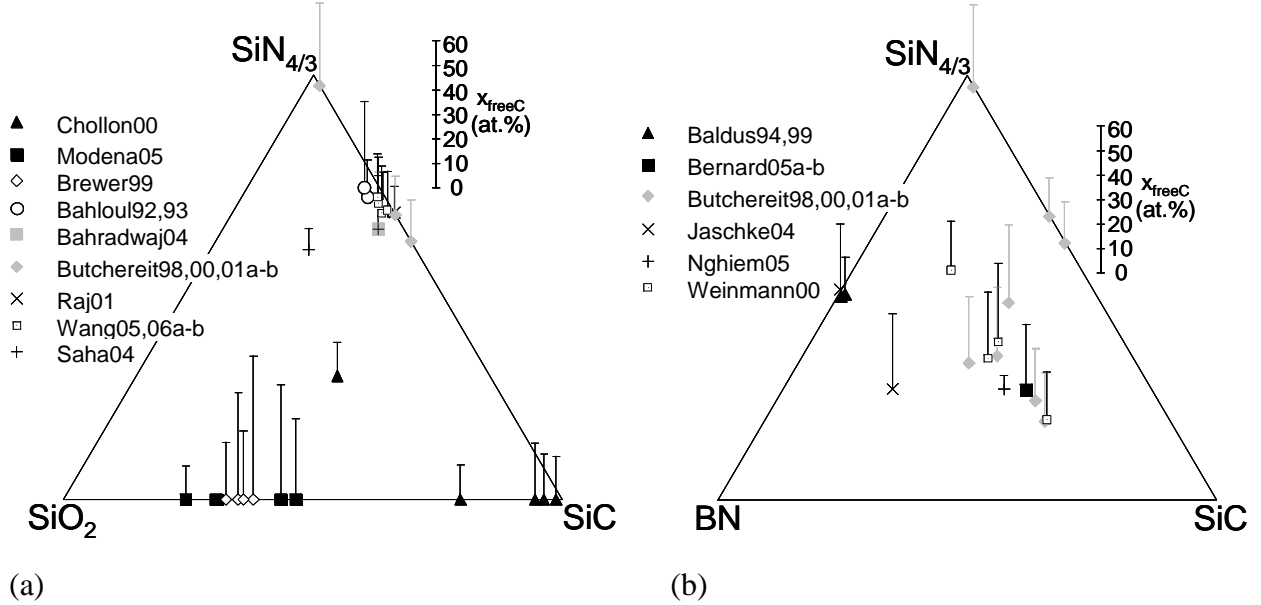 SiN4/3
60
50
40
30
20
10
0
xfreeC
(at.%)
Chollon00
Modena05
Brewer99
Bahloul92,93
Bahradwaj04
Butchereit98,00,01a-b
Raj01
Wang05,06a-b
Saha04
SiO2
SiC
(a)
SiN4/3
60
50
40
30
20
10
0
xfreeC
(at.%)
Baldus94,99
Bernard05a-b
Butchereit98,00,01a-b
Jaschke04
Nghiem05
Weinmann00
BN
SiC
(b)